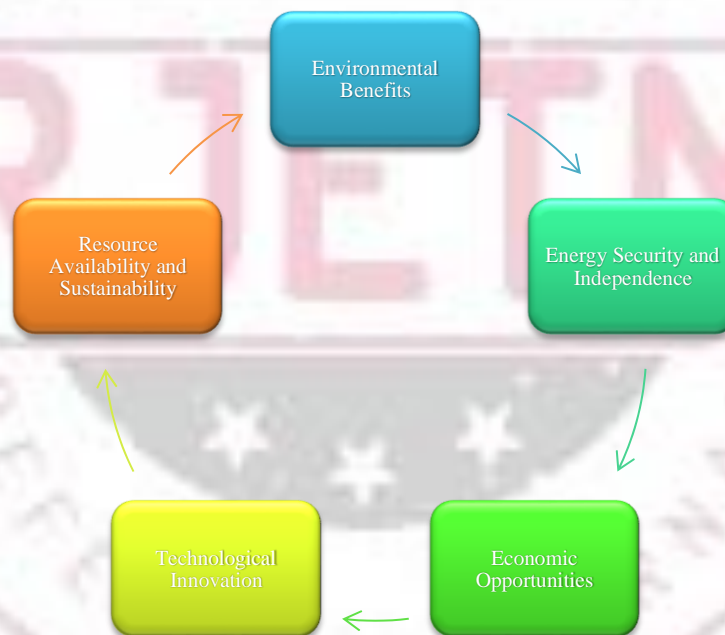 Environmental
Benefits
Energy Security and
Independence
Economic
Opportunities
Technological
Innovation
Resource
Availability and
Sustainability